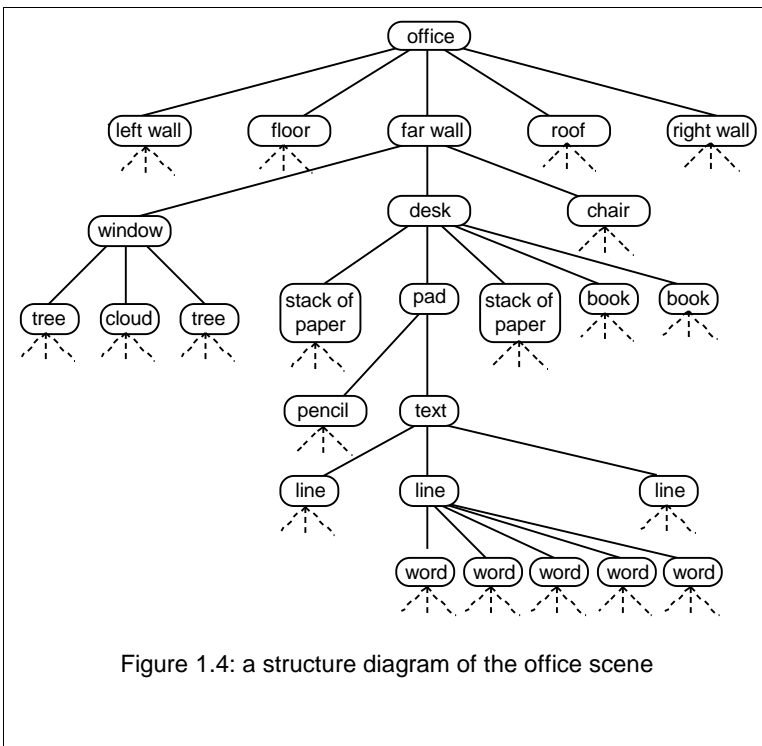 office
left wall
floor
far wall
roof
right wall
window
desk
chair
tree
cloud
tree
stack of
paper
pad
stack of
paper
book
book
pencil
text
line
line
line
word
word
word
word
word
Figure 1.4: a structure diagram of the office scene